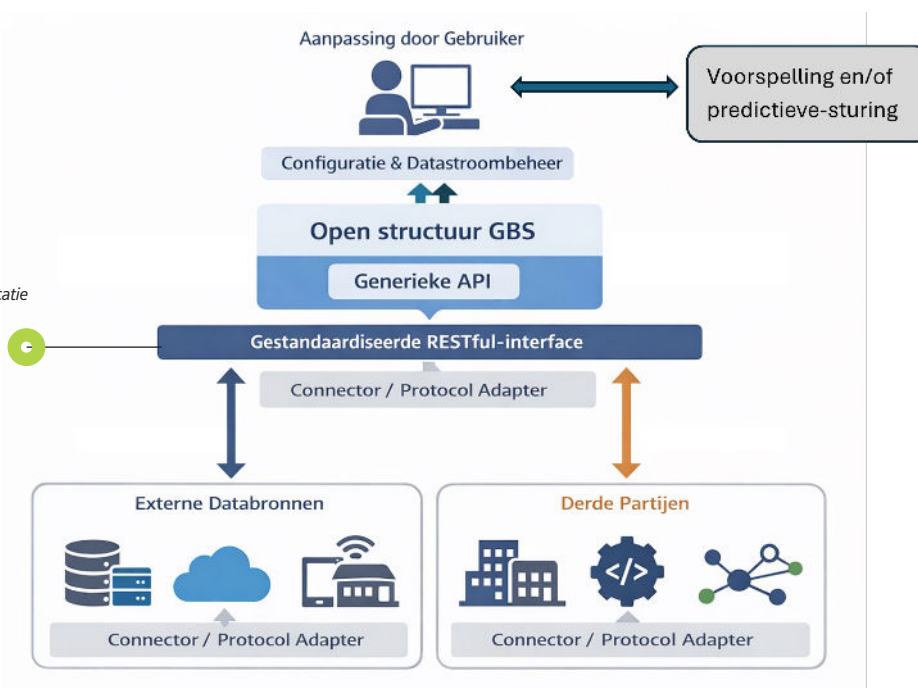 Aanpassing door Gebruiker
Voorspelling en/of
predictieve-sturing
Configuratie & Datastroombeheer
Open structuur GBS
Generieke API
Gestandaardiseerde RESTful-interface
Connector / Protocol Adapter
Externe Databronnen
Derde Partijen
</>
Connector / Protocol Adapter
Connector / Protocol Adapter